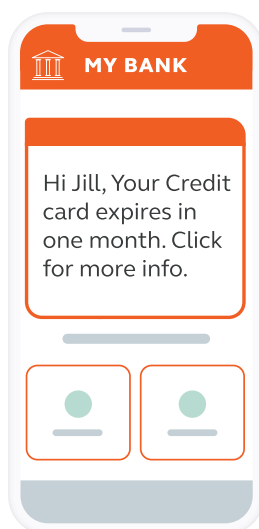 MY BANK
Hi Jill, Your Credit
card expires in
one month. Click
for more info.